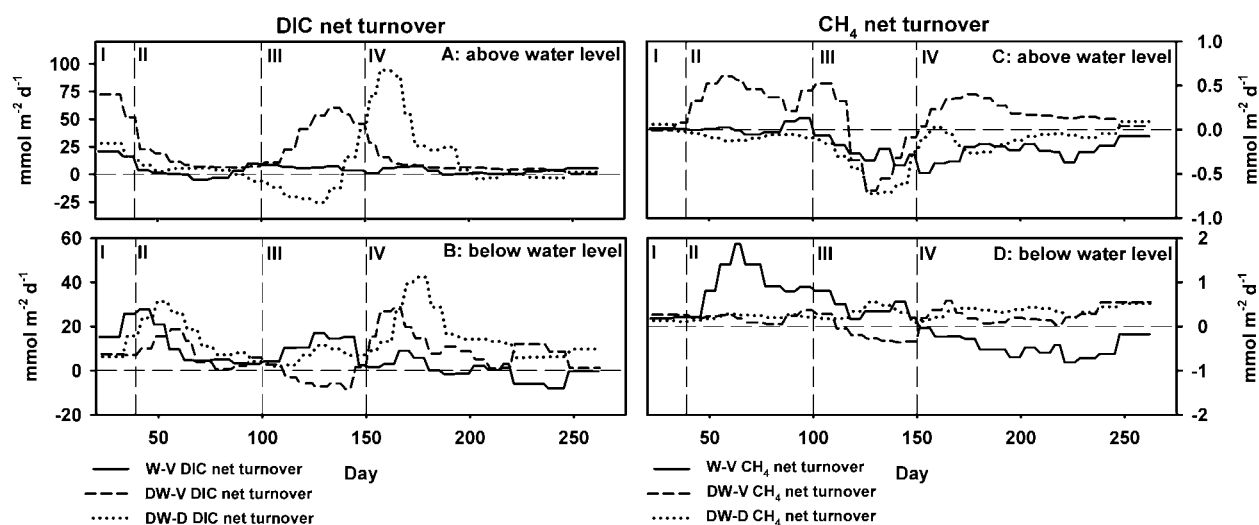 DIC net turnover
CH₄ net turnover
I II III IV A: above water level
100
75
50
25
0
-25
mmol m⁻² d⁻¹
I II III IV C: above water level
1.0
0.5
0.0
-0.5
-1.0
mmol m⁻² d⁻¹
I II III IV B: below water level
60
40
20
0
-20
mmol m⁻² d⁻¹
I II III IV D: below water level
2
1
0
-1
-2
mmol m⁻² d⁻¹
50 100 150 200 250
Day
50 100 150 200 250
Day
W-V DIC net turnover
DW-V DIC net turnover
DW-D DIC net turnover
W-V CH₄ net turnover
DW-V CH₄ net turnover
DW-D CH₄ net turnover